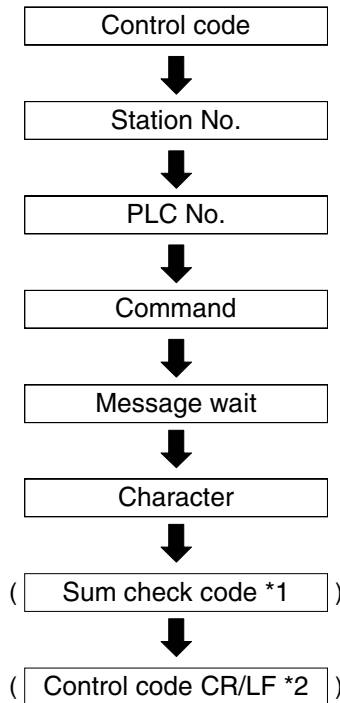 Control code
Station No.
PLC No.
Command
Message wait
Character
( Sum check code *1 )
( Control code CR/LF *2 )